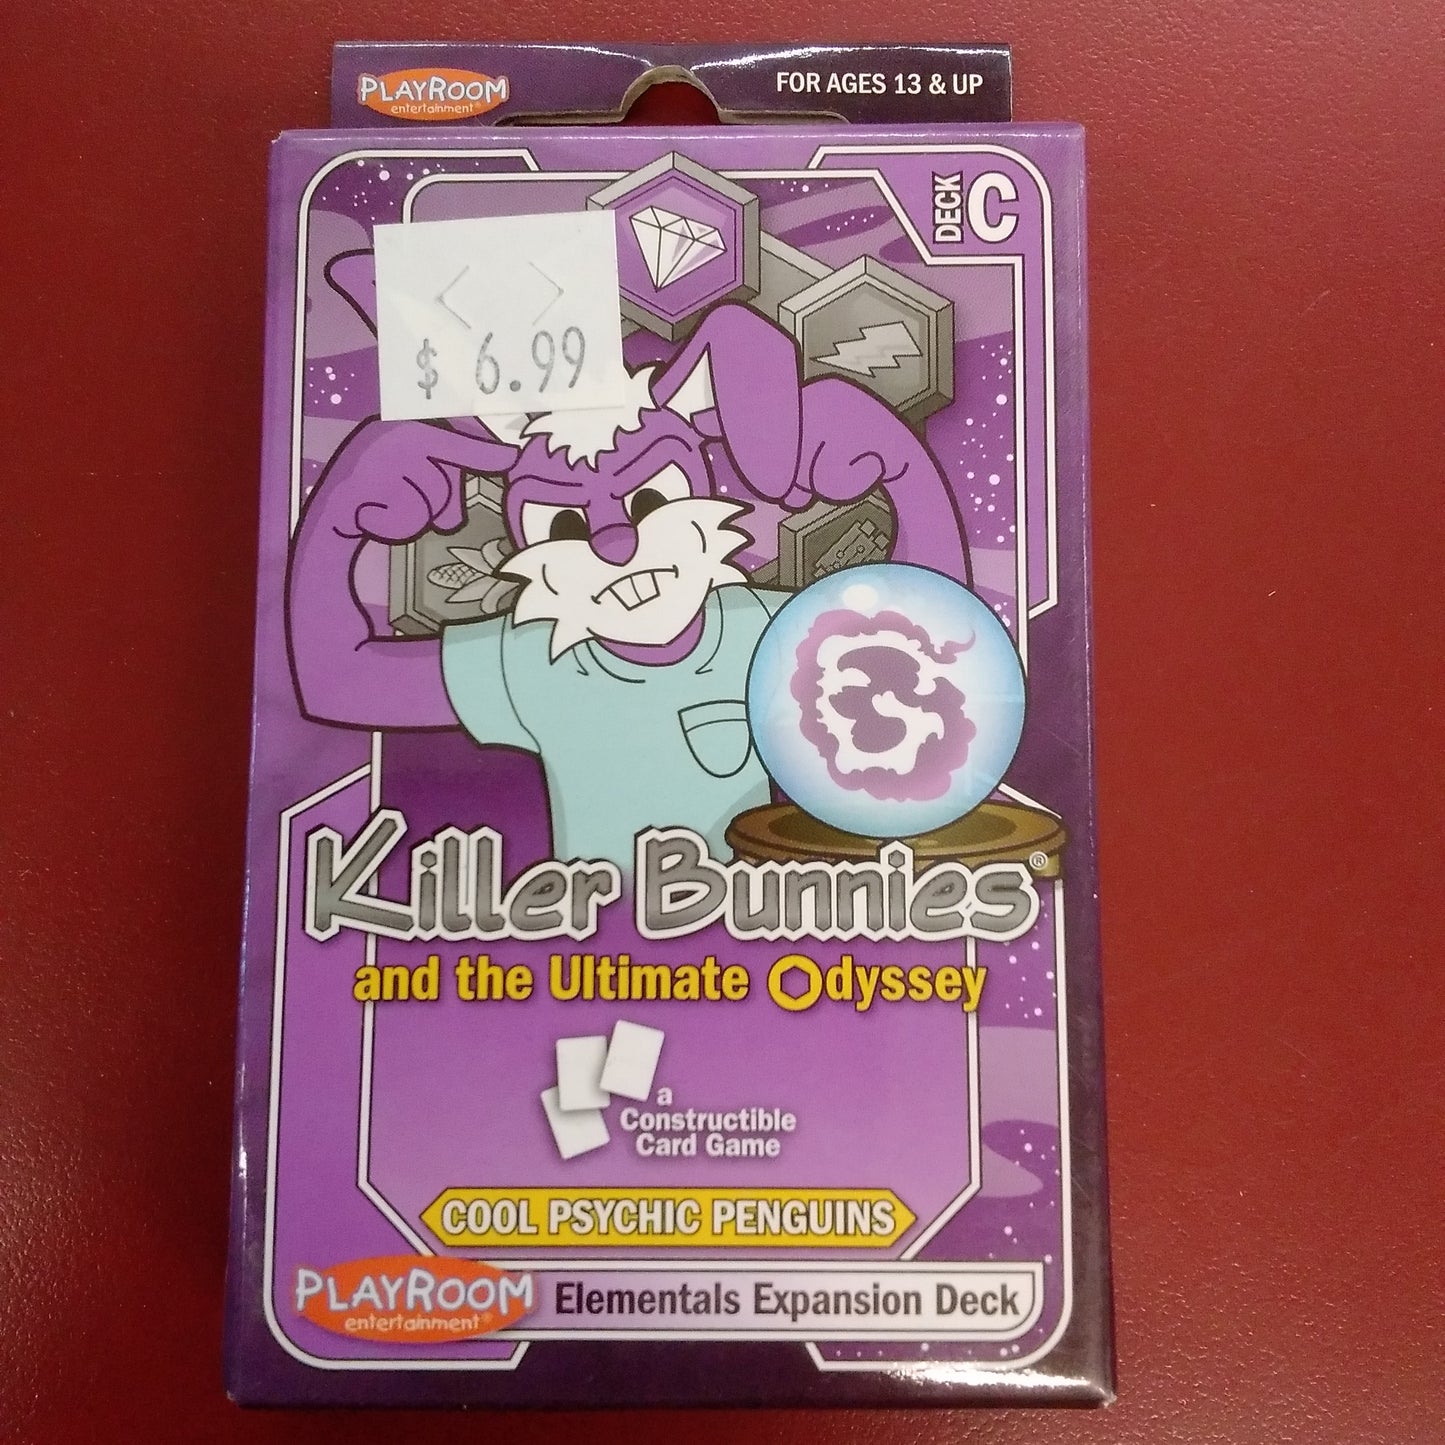 PLAYROOM
entertainment®
FOR AGES 13 & UP
DECK C
$ 6.99
Killer Bunnies®
and the Ultimate Odyssey
a
Constructible
Card Game
COOL PSYCHIC PENGUINS
PLAYROOM
entertainment®
Elementals Expansion Deck